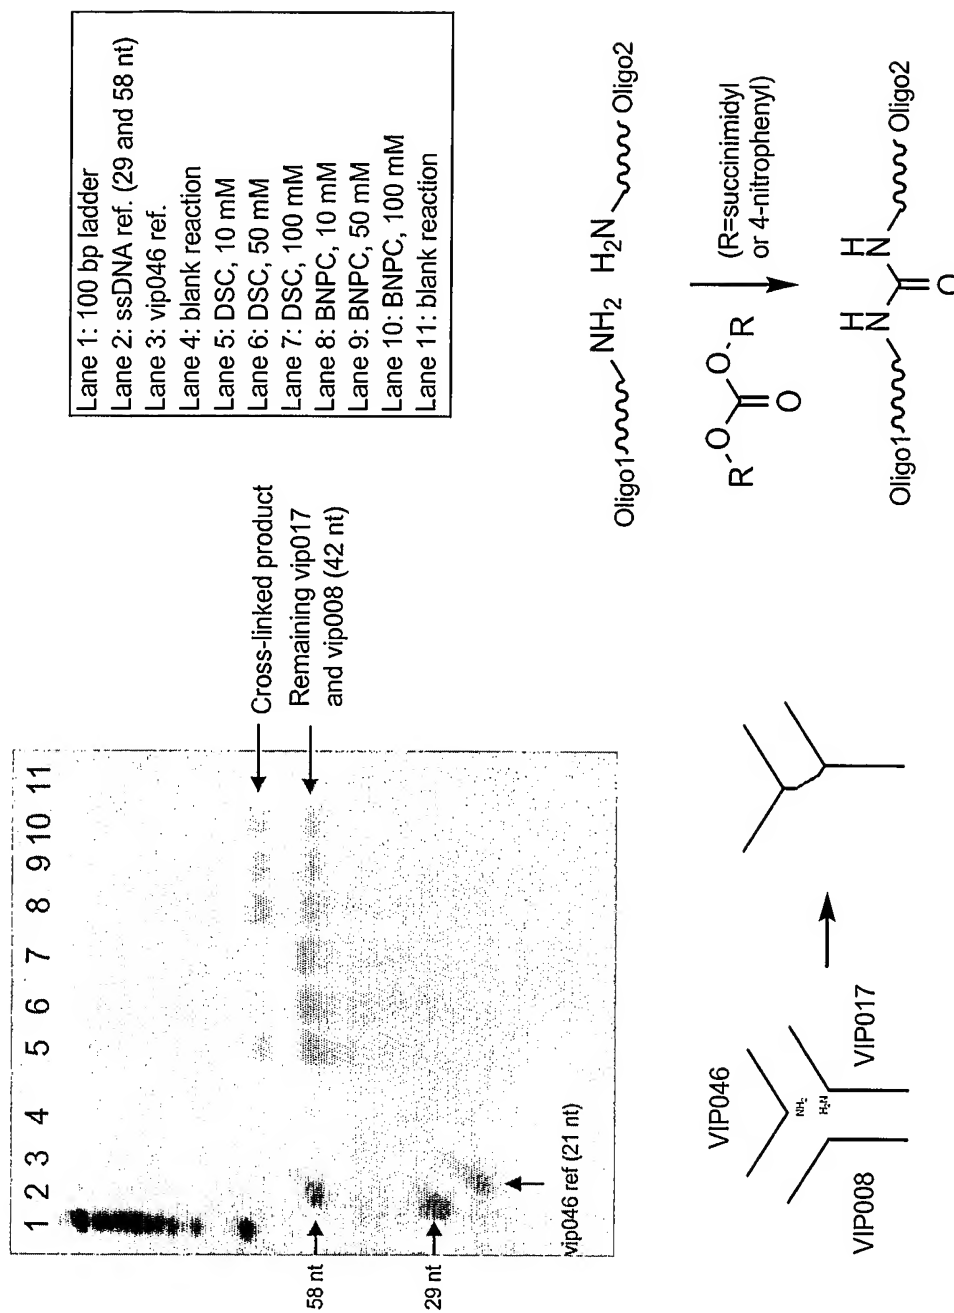 1 2 3 4 5 6 7 8 9 10 11
Cross-linked product
Remaining vip017
and vip008 (42 nt)
58 nt
29 nt
vip046 ref (21 nt)
Lane 1: 100 bp ladder
Lane 2: ssDNA ref. (29 and 58 nt)
Lane 3: vip046 ref.
Lane 4: blank reaction
Lane 5: DSC, 10 mM
Lane 6: DSC, 50 mM
Lane 7: DSC, 100 mM
Lane 8: BNPC, 10 mM
Lane 9: BNPC, 50 mM
Lane 10: BNPC, 100 mM
Lane 11: blank reaction
VIP046
NH2
H2N
VIP008
VIP017
Oligo1 NH2 H2N Oligo2
R O O R
O
(R=succinimidyl
or 4-nitrophenyl)
H H
Oligo1 N N Oligo2
O